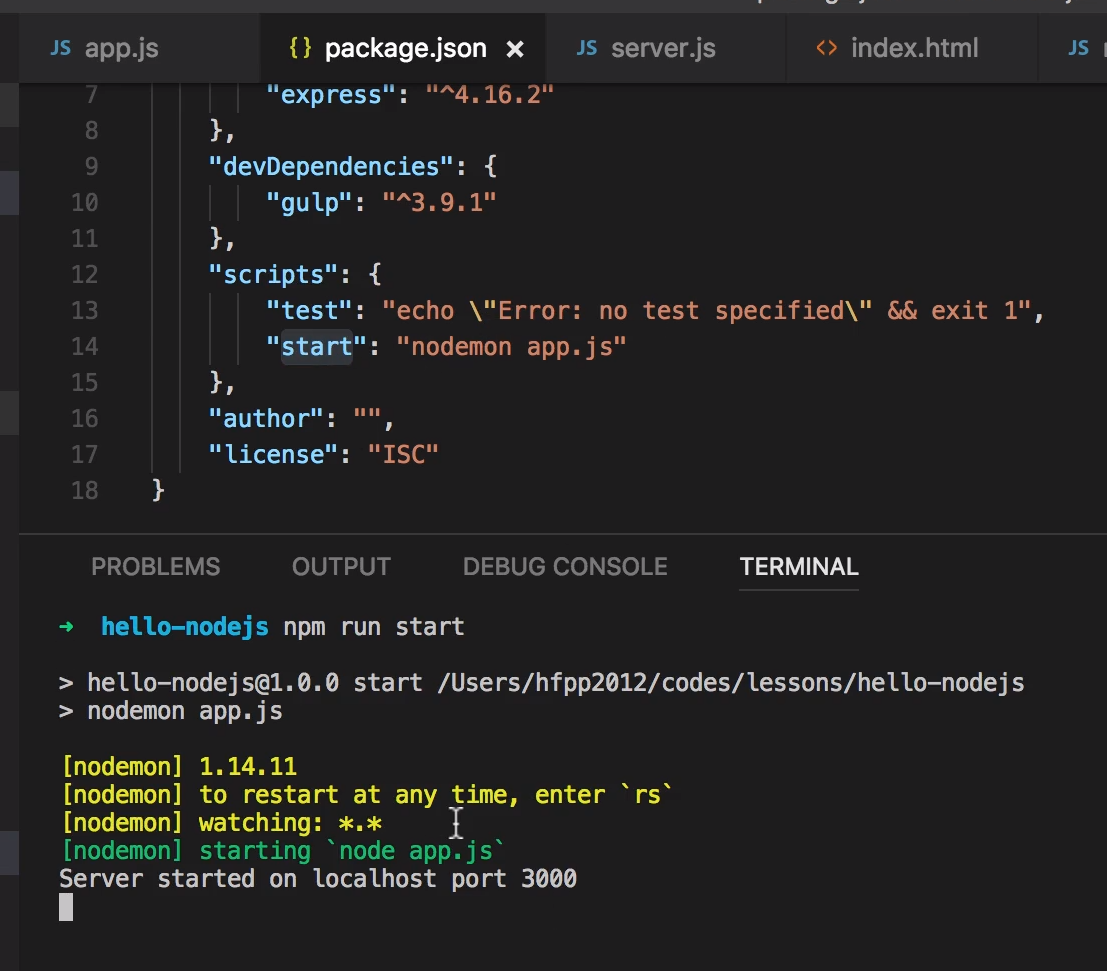 JS app.js {} package.json × JS server.js <> index.html JS
7 "express": "^4.16.2"
8 },
9 "devDependencies": {
10 "gulp": "^3.9.1"
11 },
12 "scripts": {
13 "test": "echo \"Error: no test specified\" && exit 1",
14 "start": "nodemon app.js"
15 },
16 "author": "",
17 "license": "ISC"
18 }
PROBLEMS OUTPUT DEBUG CONSOLE TERMINAL
➜ hello-nodejs npm run start
> hello-nodejs@1.0.0 start /Users/hfpp2012/codes/lessons/hello-nodejs
> nodemon app.js
[nodemon] 1.14.11
[nodemon] to restart at any time, enter `rs`
[nodemon] watching: *.*
[nodemon] starting `node app.js`
Server started on localhost port 3000